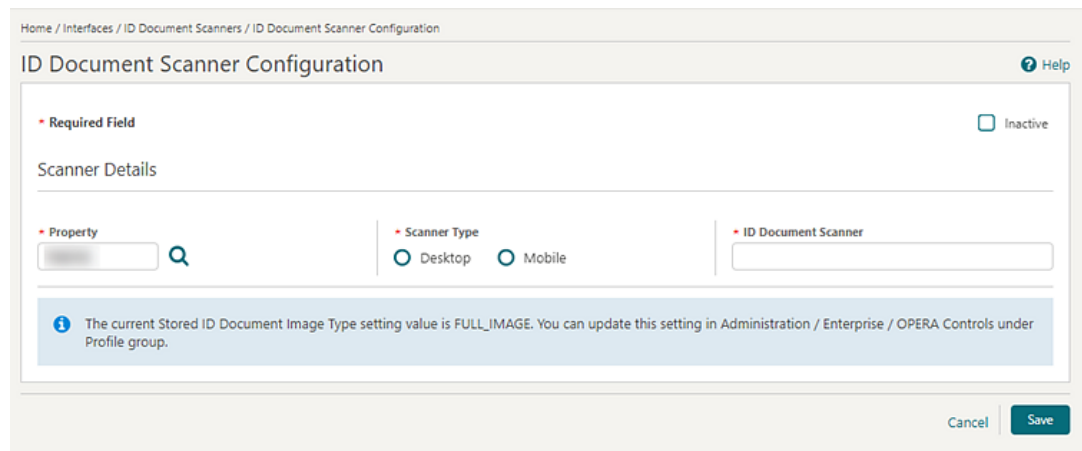 Home / Interfaces / ID Document Scanners / ID Document Scanner Configuration
ID Document Scanner Configuration
Help
* Required Field
Inactive
Scanner Details
* Property
* Scanner Type
* ID Document Scanner
Desktop
Mobile
The current Stored ID Document Image Type setting value is FULL_IMAGE. You can update this setting in Administration / Enterprise / OPERA Controls under
Profile group.
Cancel
Save